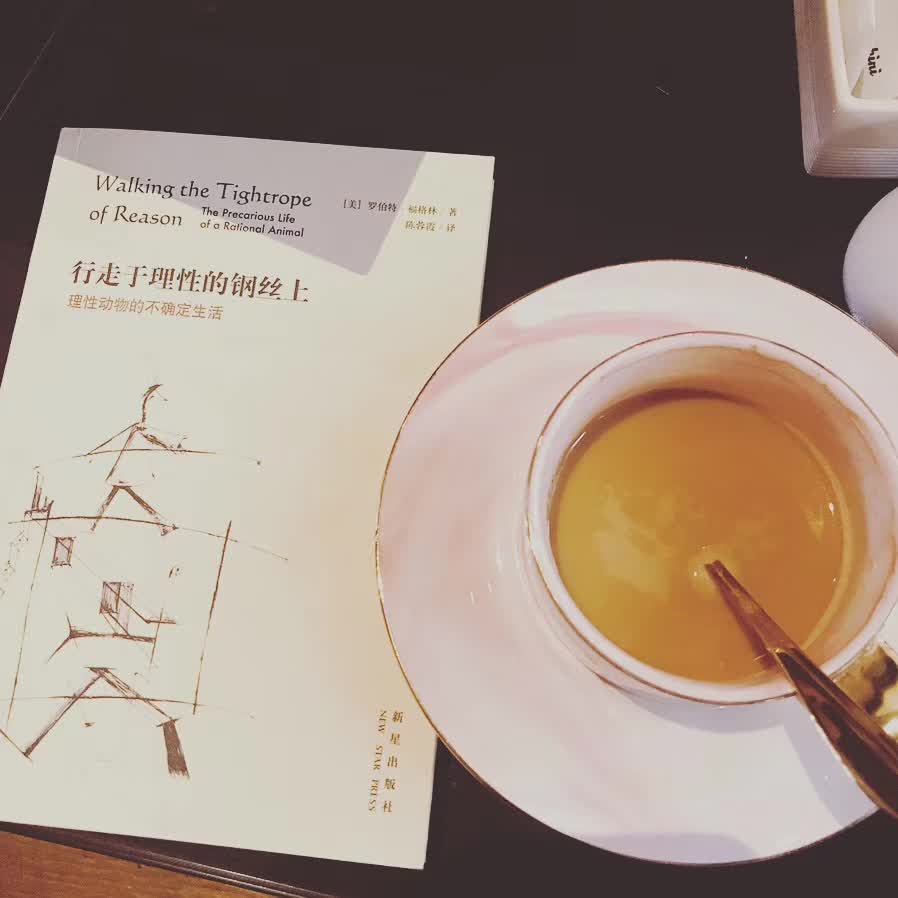 Walking the Tightrope
of Reason
The Precarious Life
of a Rational Animal
[美] 罗伯特·福格林 / 著
陈蓉霞 / 译
行走于理性的钢丝上
理性动物的不确定生活
新星出版社
NEW STAR PRESS